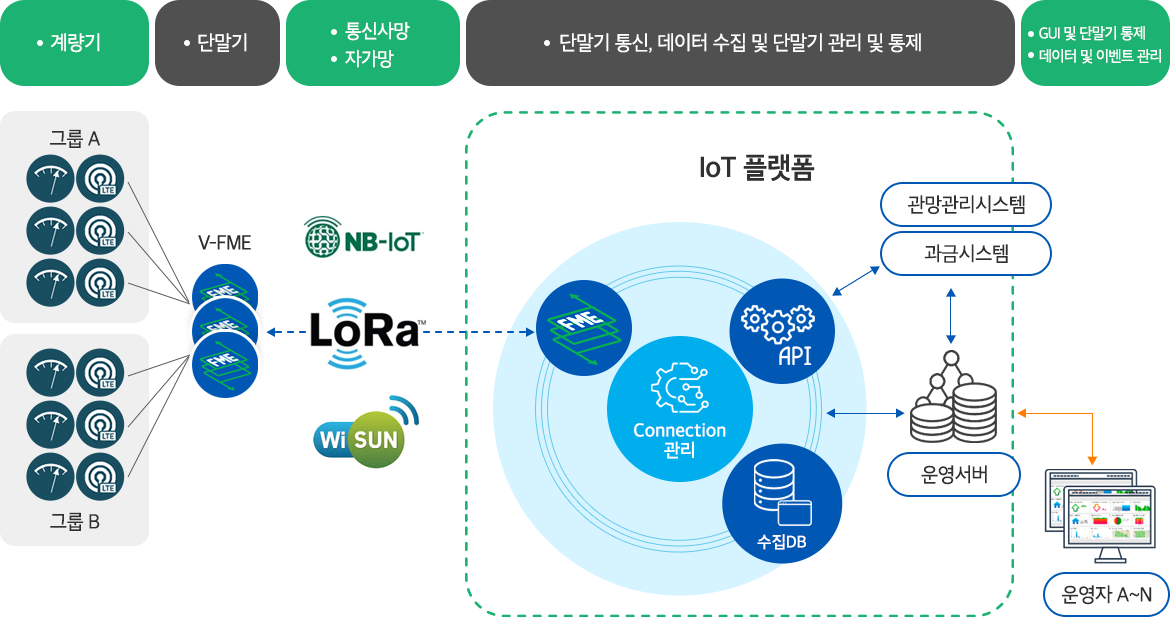 • 계량기
• 단말기
• 통신사망
• 자가망
• 단말기 통신, 데이터 수집 및 단말기 관리 및 통제
• GUI 및 단말기 통제
• 데이터 및 이벤트 관리
그룹 A
LTE
LTE
LTE
V-FME
FME
FME
FME
LTE
LTE
LTE
그룹 B
NB-IoT
LoRa™
Wi SUN
IoT 플랫폼
관망관리시스템
과금시스템
FME
API
Connection
관리
수집DB
운영서버
운영자 A~N